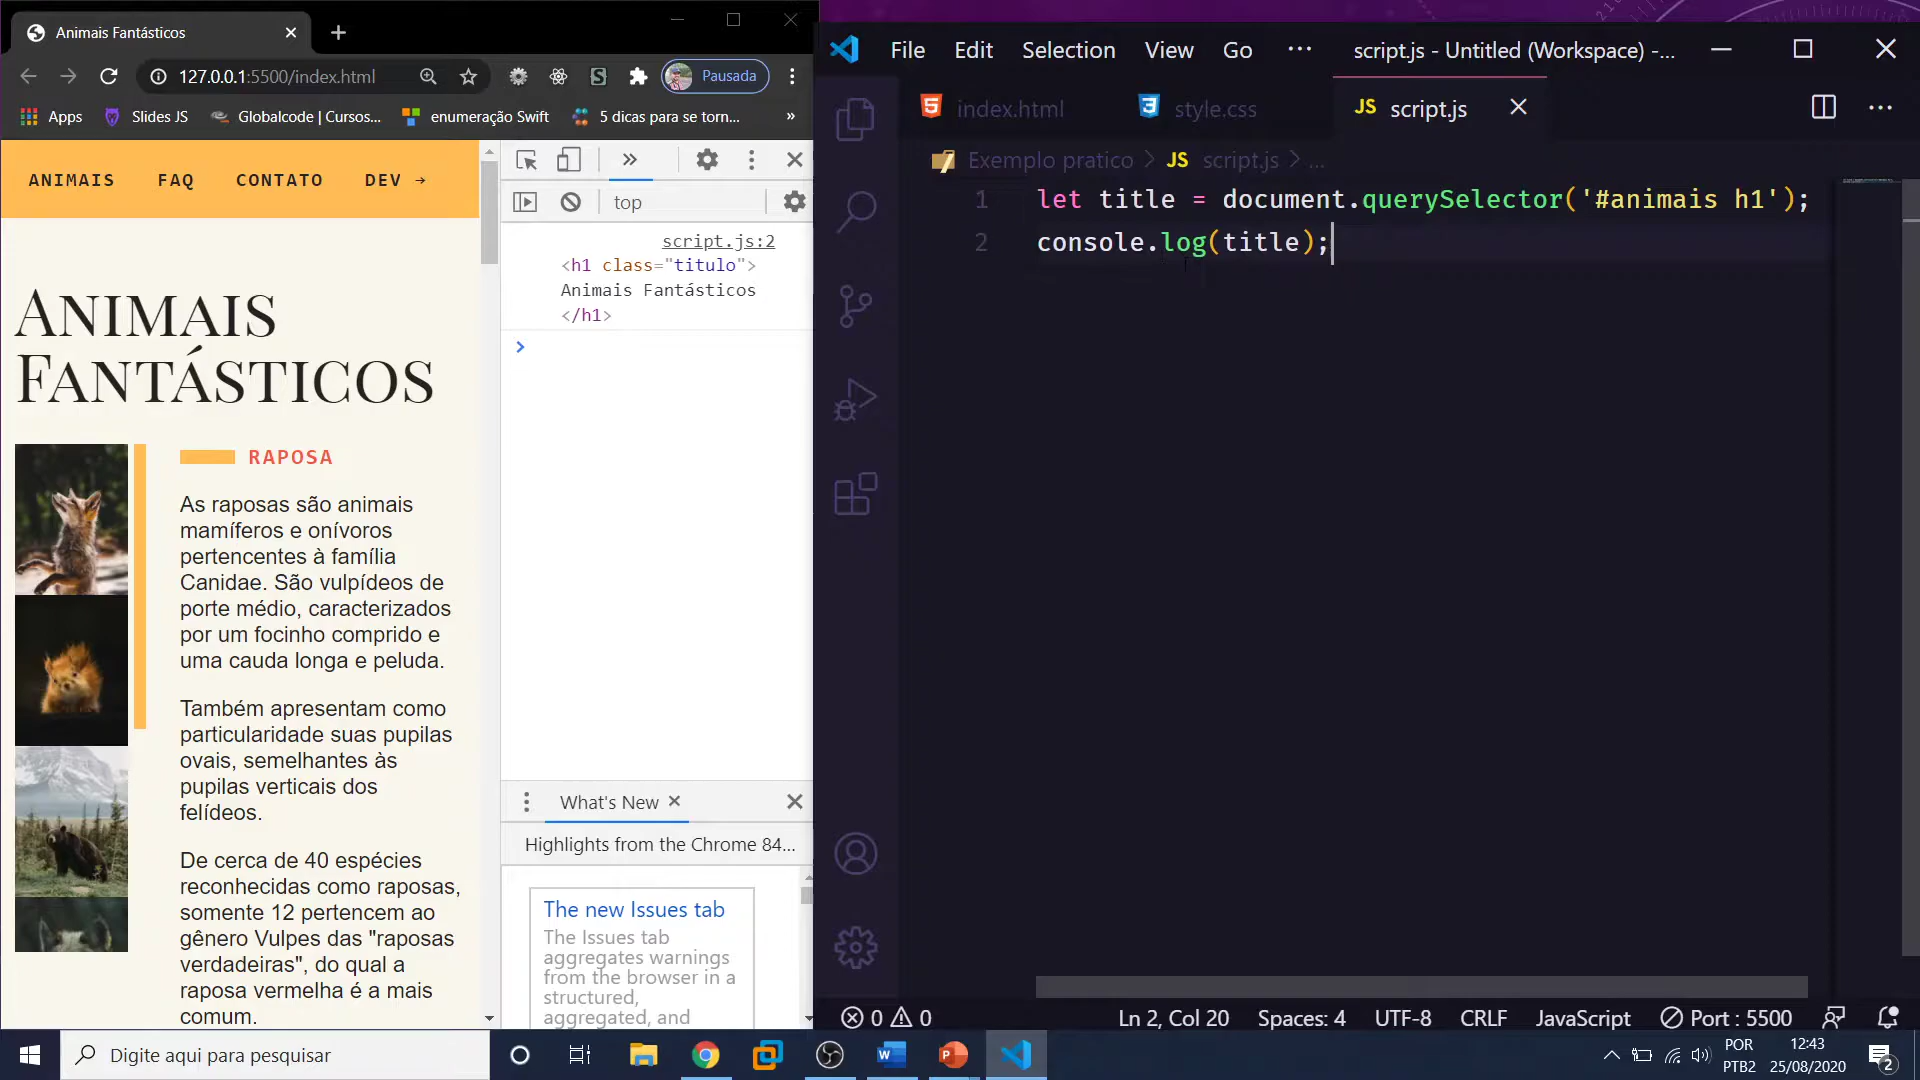 Animais Fantásticos
127.0.0.1:5500/index.html
Pausada
Apps
Slides JS
Globalcode | Cursos...
enumeração Swift
5 dicas para se torn...
»
ANIMAIS
FAQ
CONTATO
DEV →
ANIMAIS
FANTÁSTICOS
RAPOSA
As raposas são animais
mamíferos e onívoros
pertencentes à família
Canidae. São vulpídeos de
porte médio, caracterizados
por um focinho comprido e
uma cauda longa e peluda.
Também apresentam como
particularidade suas pupilas
ovais, semelhantes às
pupilas verticais dos
felídeos.
De cerca de 40 espécies
reconhecidas como raposas,
somente 12 pertencem ao
gênero Vulpes das "raposas
verdadeiras", do qual a
raposa vermelha é a mais
comum.
»
top
script.js:2
<h1 class="titulo">
Animais Fantásticos
</h1>
What's New
Highlights from the Chrome 84...
The new Issues tab
The Issues tab
aggregates warnings
from the browser in a
structured,
aggregated, and
File Edit Selection View Go ···
script.js - Untitled (Workspace) -...
index.html
style.css
JS script.js
Exemplo pratico > JS script.js > ...
1 let title = document.querySelector('#animais h1');
2 console.log(title);
0 0
Ln 2, Col 20
Spaces: 4
UTF-8
CRLF
JavaScript
Port : 5500
Digite aqui para pesquisar
POR
PTB2
12:43
25/08/2020
2